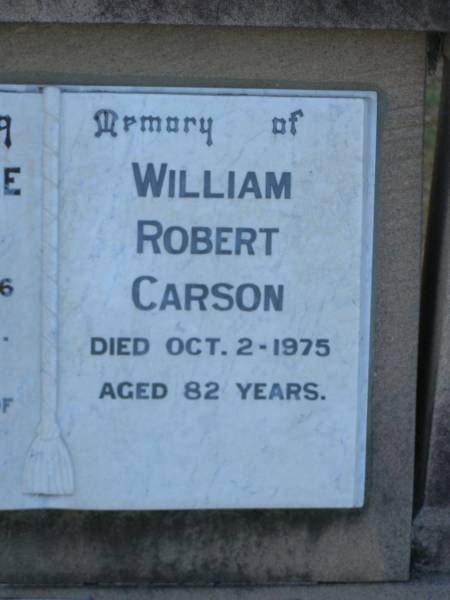 Memory of
WILLIAM
ROBERT
CARSON
DIED OCT. 2-1975
AGED 82 YEARS.